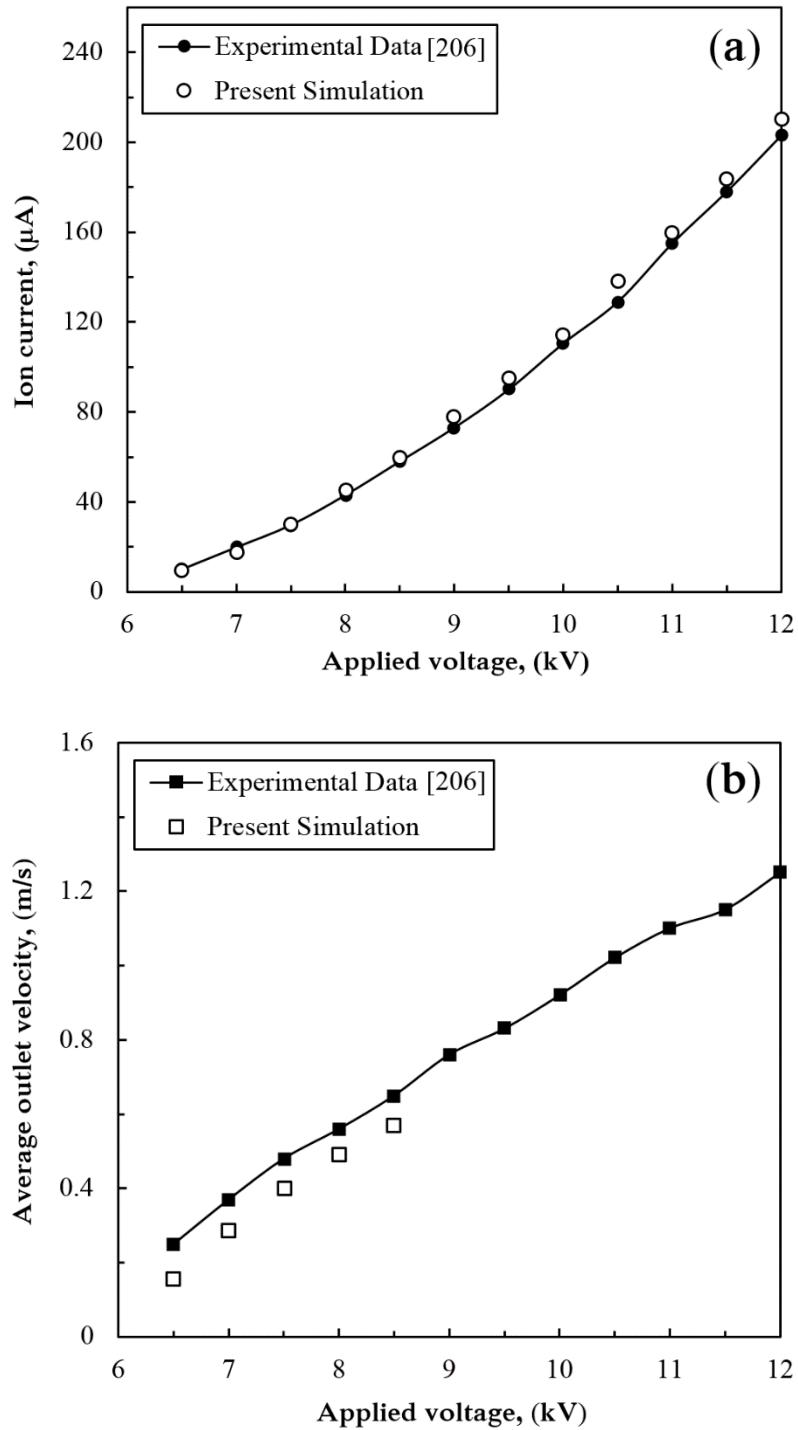 (a)
Experimental Data [206]
Present Simulation
240
200
160
120
80
40
0
Ion current, (μA)
6 7 8 9 10 11 12
Applied voltage, (kV)
(b)
Experimental Data [206]
Present Simulation
1.6
1.2
0.8
0.4
0
Average outlet velocity, (m/s)
6 7 8 9 10 11 12
Applied voltage, (kV)